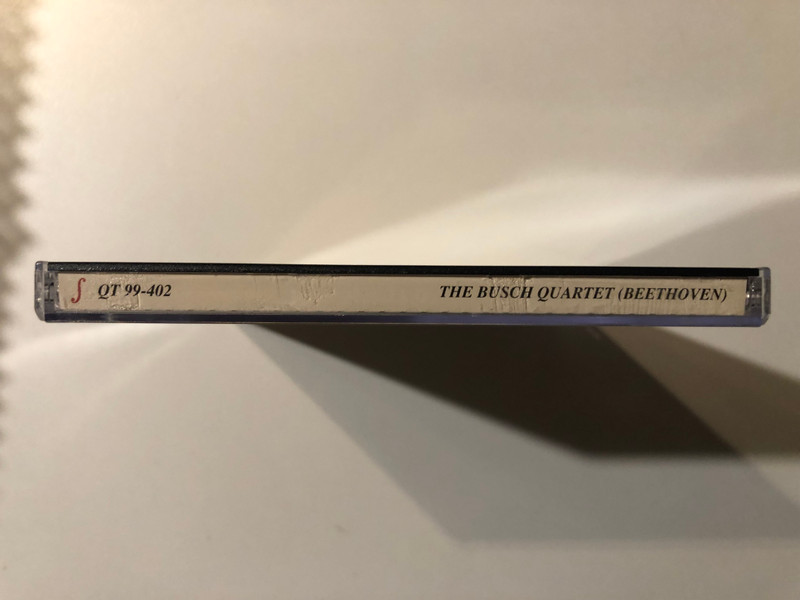 ∫ QT 99-402 THE BUSCH QUARTET (BEETHOVEN)